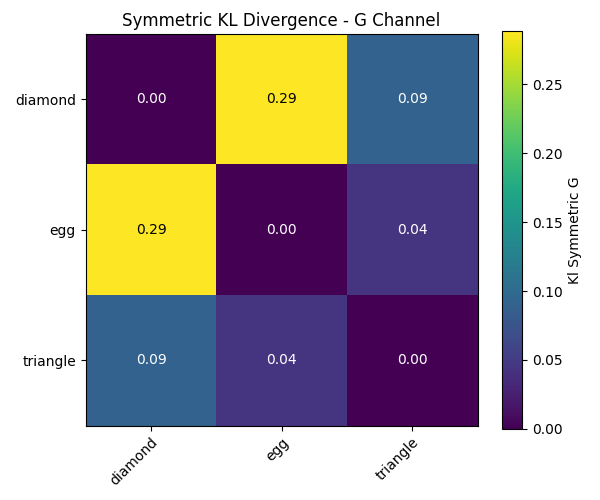 Symmetric KL Divergence - G Channel
diamond
0.00
0.29
0.09
egg
0.29
0.00
0.04
triangle
0.09
0.04
0.00
diamond
egg
triangle
0.25
0.20
0.15
0.10
0.05
0.00
Kl Symmetric G